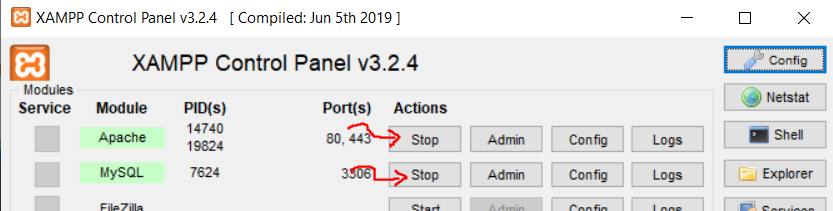 XAMPP Control Panel v3.2.4 [ Compiled: Jun 5th 2019 ]
XAMPP Control Panel v3.2.4
Config
Modules
Service Module PID(s) Port(s) Actions
Netstat
Apache 14740 19824 80, 443 Stop Admin Config Logs
Shell
MySQL 7624 3306 Stop Admin Config Logs
Explorer
FileZilla Start Admin Config Logs
Services